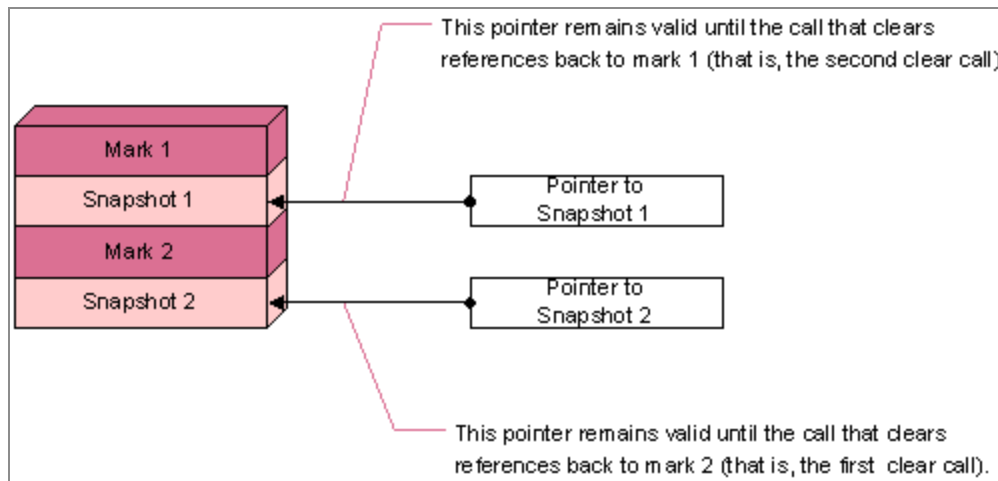 This pointer remains valid until the call that clears
references back to mark 1 (that is, the second clear call)
Mark 1
Snapshot 1
Mark 2
Snapshot 2
Pointer to
Snapshot 1
Pointer to
Snapshot 2
This pointer remains valid until the call that clears
references back to mark 2 (that is, the first clear call).